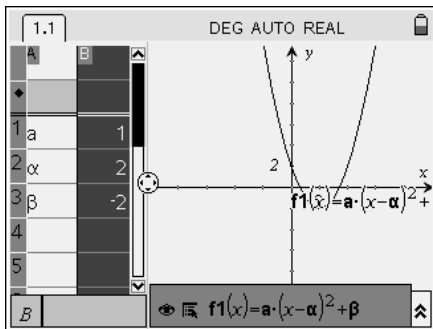 1.1 DEG AUTO REAL
A B
y
◆
1 a 1
2 α 2
3 β -2
4
5
2
x
f1(x)=a·(x-α)²+
B
f1(x)=a·(x-α)²+β